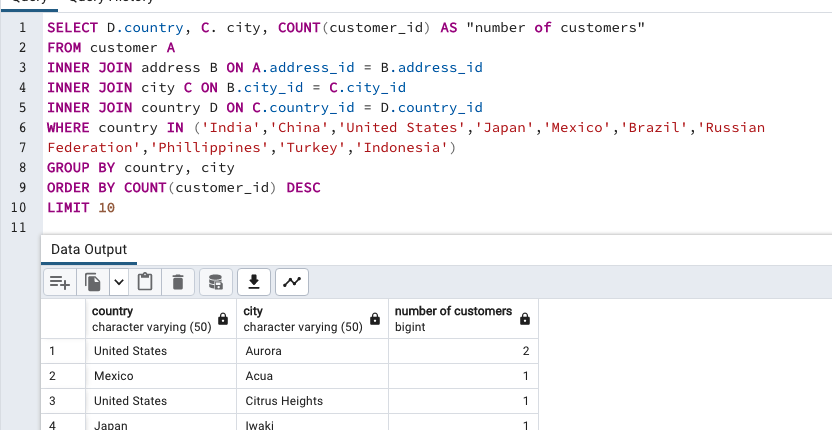 1 SELECT D.country, C. city, COUNT(customer_id) AS "number of customers"
2 FROM customer A
3 INNER JOIN address B ON A.address_id = B.address_id
4 INNER JOIN city C ON B.city_id = C.city_id
5 INNER JOIN country D ON C.country_id = D.country_id
6 WHERE country IN ('India','China','United States','Japan','Mexico','Brazil','Russian
7 Federation','Phillippines','Turkey','Indonesia')
8 GROUP BY country, city
9 ORDER BY COUNT(customer_id) DESC
10 LIMIT 10
11
Data Output
country city number of customers
character varying (50) character varying (50) bigint
1 United States Aurora 2
2 Mexico Acua 1
3 United States Citrus Heights 1
4 Japan Iwaki 1